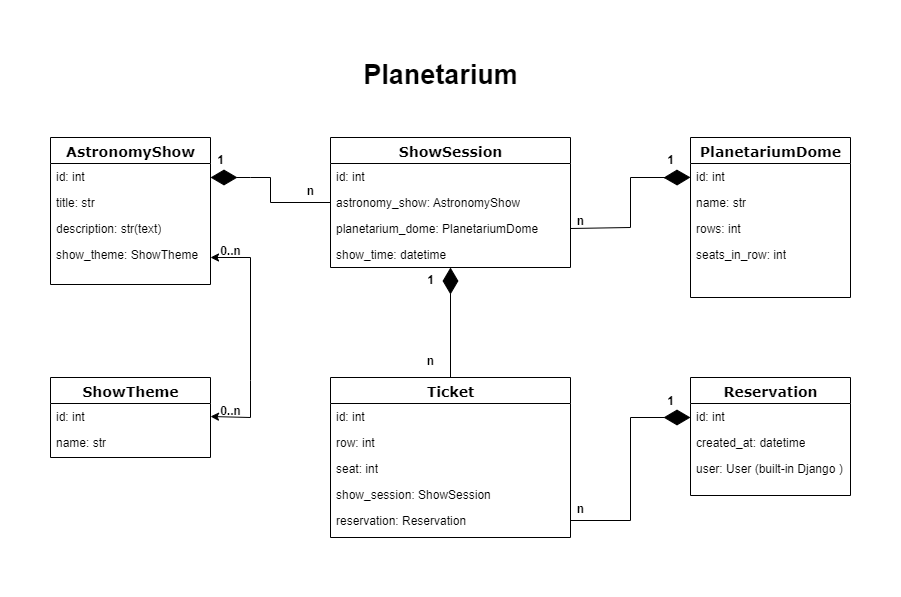 Planetarium
AstronomyShow
id: int
title: str
description: str(text)
show_theme: ShowTheme
1
n
ShowSession
id: int
astronomy_show: AstronomyShow
planetarium_dome: PlanetariumDome
show_time: datetime
1
n
PlanetariumDome
id: int
name: str
rows: int
seats_in_row: int
0..n
0..n
1
n
ShowTheme
id: int
name: str
Ticket
id: int
row: int
seat: int
show_session: ShowSession
reservation: Reservation
1
n
Reservation
id: int
created_at: datetime
user: User (built-in Django )